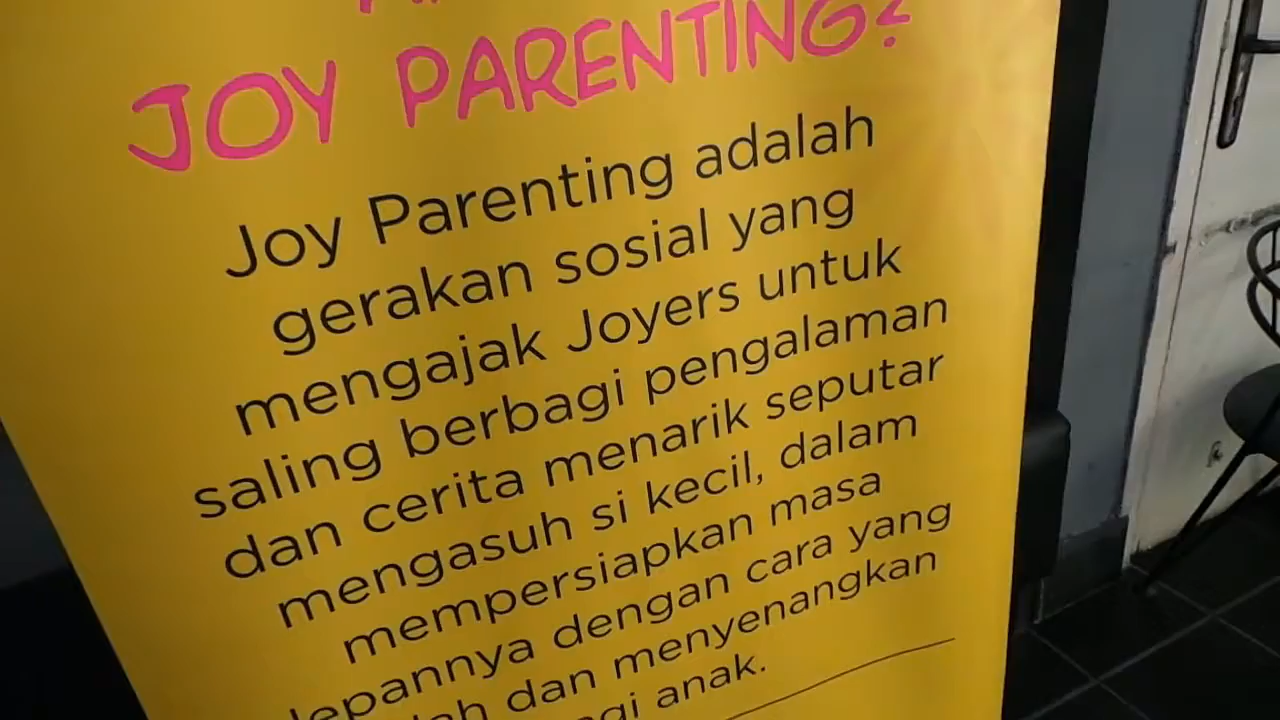 JOY PARENTING?
Joy Parenting adalah
gerakan sosial yang
mengajak Joyers untuk
saling berbagi pengalaman
dan cerita menarik seputar
mengasuh si kecil, dalam
mempersiapkan masa
depannya dengan cara yang
dan menyenangkan
anak.